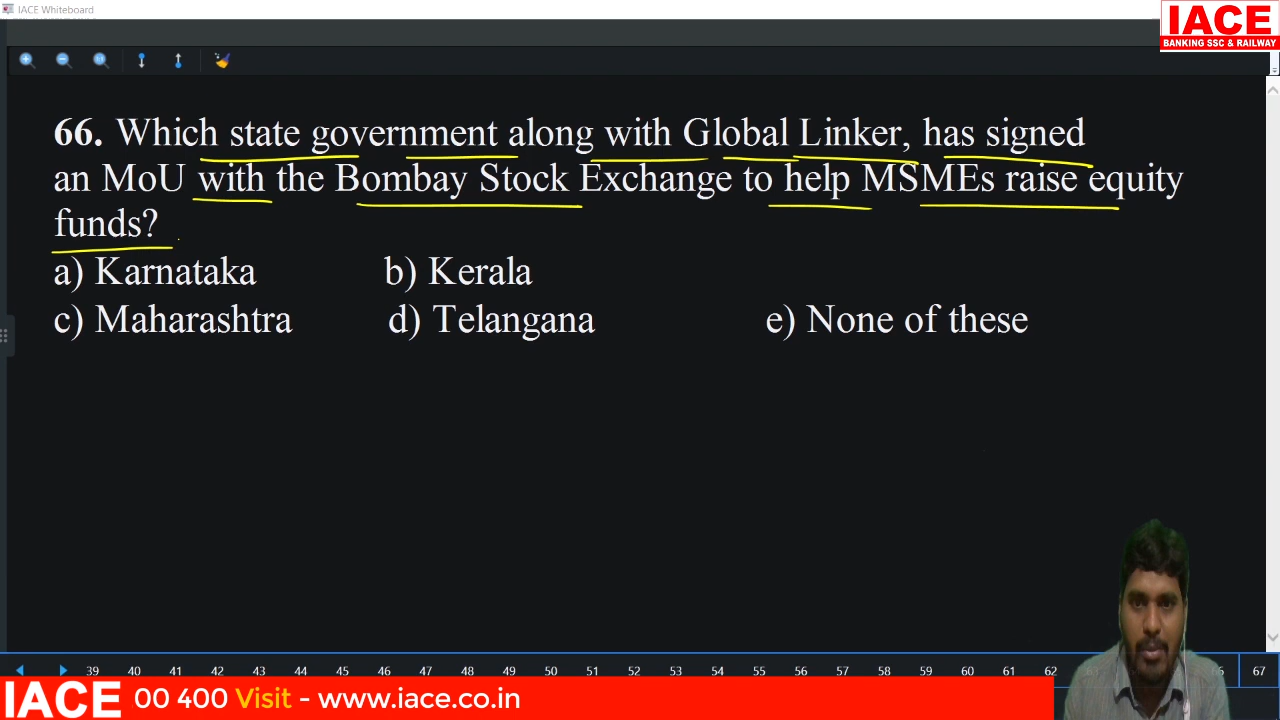 IACE Whiteboard
IACE
BANKING SSC & RAILWAY
66. Which state government along with Global Linker, has signed
an MoU with the Bombay Stock Exchange to help MSMEs raise equity
funds?
a) Karnataka b) Kerala
c) Maharashtra d) Telangana e) None of these
39 40 41 42 43 44 45 46 47 48 49 50 51 52 53 54 55 56 57 58 59 60 61 62 67
IACE 00 400 Visit - www.iace.co.in